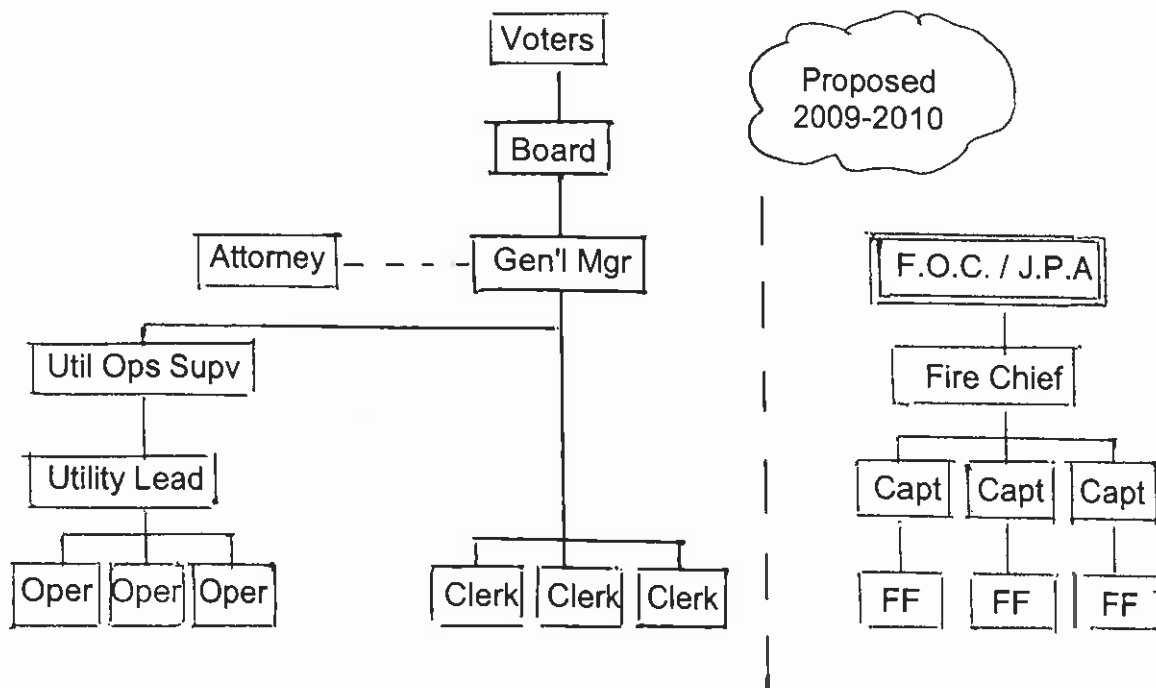 Voters
Proposed
2009-2010
Board
Attorney
Gen'l Mgr
F.O.C. / J.P.A
Util Ops Supv
Fire Chief
Utility Lead
Capt
Capt
Capt
Oper
Oper
Oper
Clerk
Clerk
Clerk
FF
FF
FF